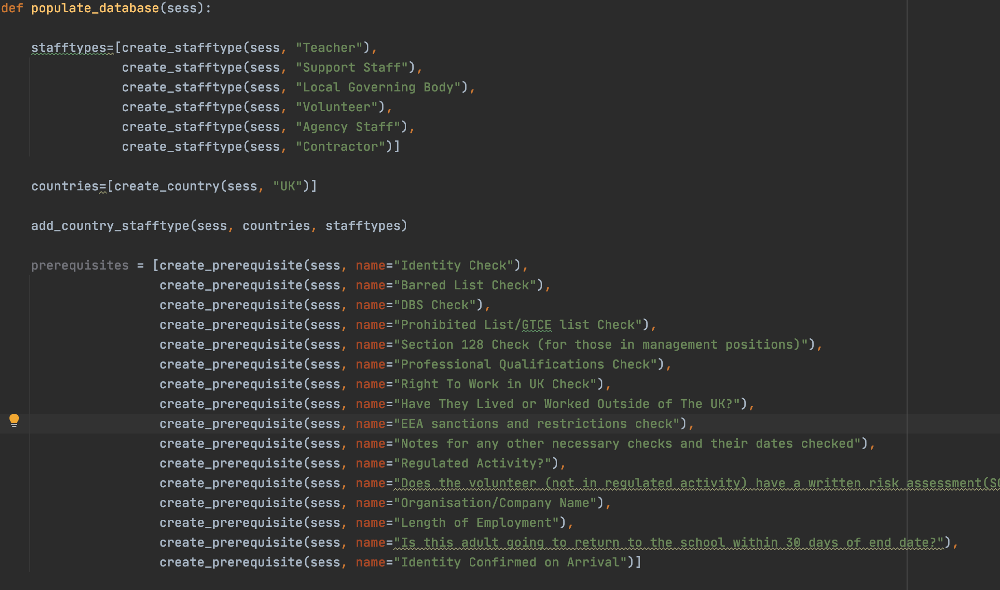 def populate_database(sess):
stafftypes=[create_stafftype(sess, "Teacher"),
create_stafftype(sess, "Support Staff"),
create_stafftype(sess, "Local Governing Body"),
create_stafftype(sess, "Volunteer"),
create_stafftype(sess, "Agency Staff"),
create_stafftype(sess, "Contractor")]
countries=[create_country(sess, "UK")]
add_country_stafftype(sess, countries, stafftypes)
prerequisites = [create_prerequisite(sess, name="Identity Check"),
create_prerequisite(sess, name="Barred List Check"),
create_prerequisite(sess, name="DBS Check"),
create_prerequisite(sess, name="Prohibited List/GTCE list Check"),
create_prerequisite(sess, name="Section 128 Check (for those in management positions)"),
create_prerequisite(sess, name="Professional Qualifications Check"),
create_prerequisite(sess, name="Right To Work in UK Check"),
create_prerequisite(sess, name="Have They Lived or Worked Outside of The UK?"),
create_prerequisite(sess, name="EEA sanctions and restrictions check"),
create_prerequisite(sess, name="Notes for any other necessary checks and their dates checked"),
create_prerequisite(sess, name="Regulated Activity?"),
create_prerequisite(sess, name="Does the volunteer (not in regulated activity) have a written risk assessment(
create_prerequisite(sess, name="Organisation/Company Name"),
create_prerequisite(sess, name="Length of Employment"),
create_prerequisite(sess, name="Is this adult going to return to the school within 30 days of end date?"),
create_prerequisite(sess, name="Identity Confirmed on Arrival")]